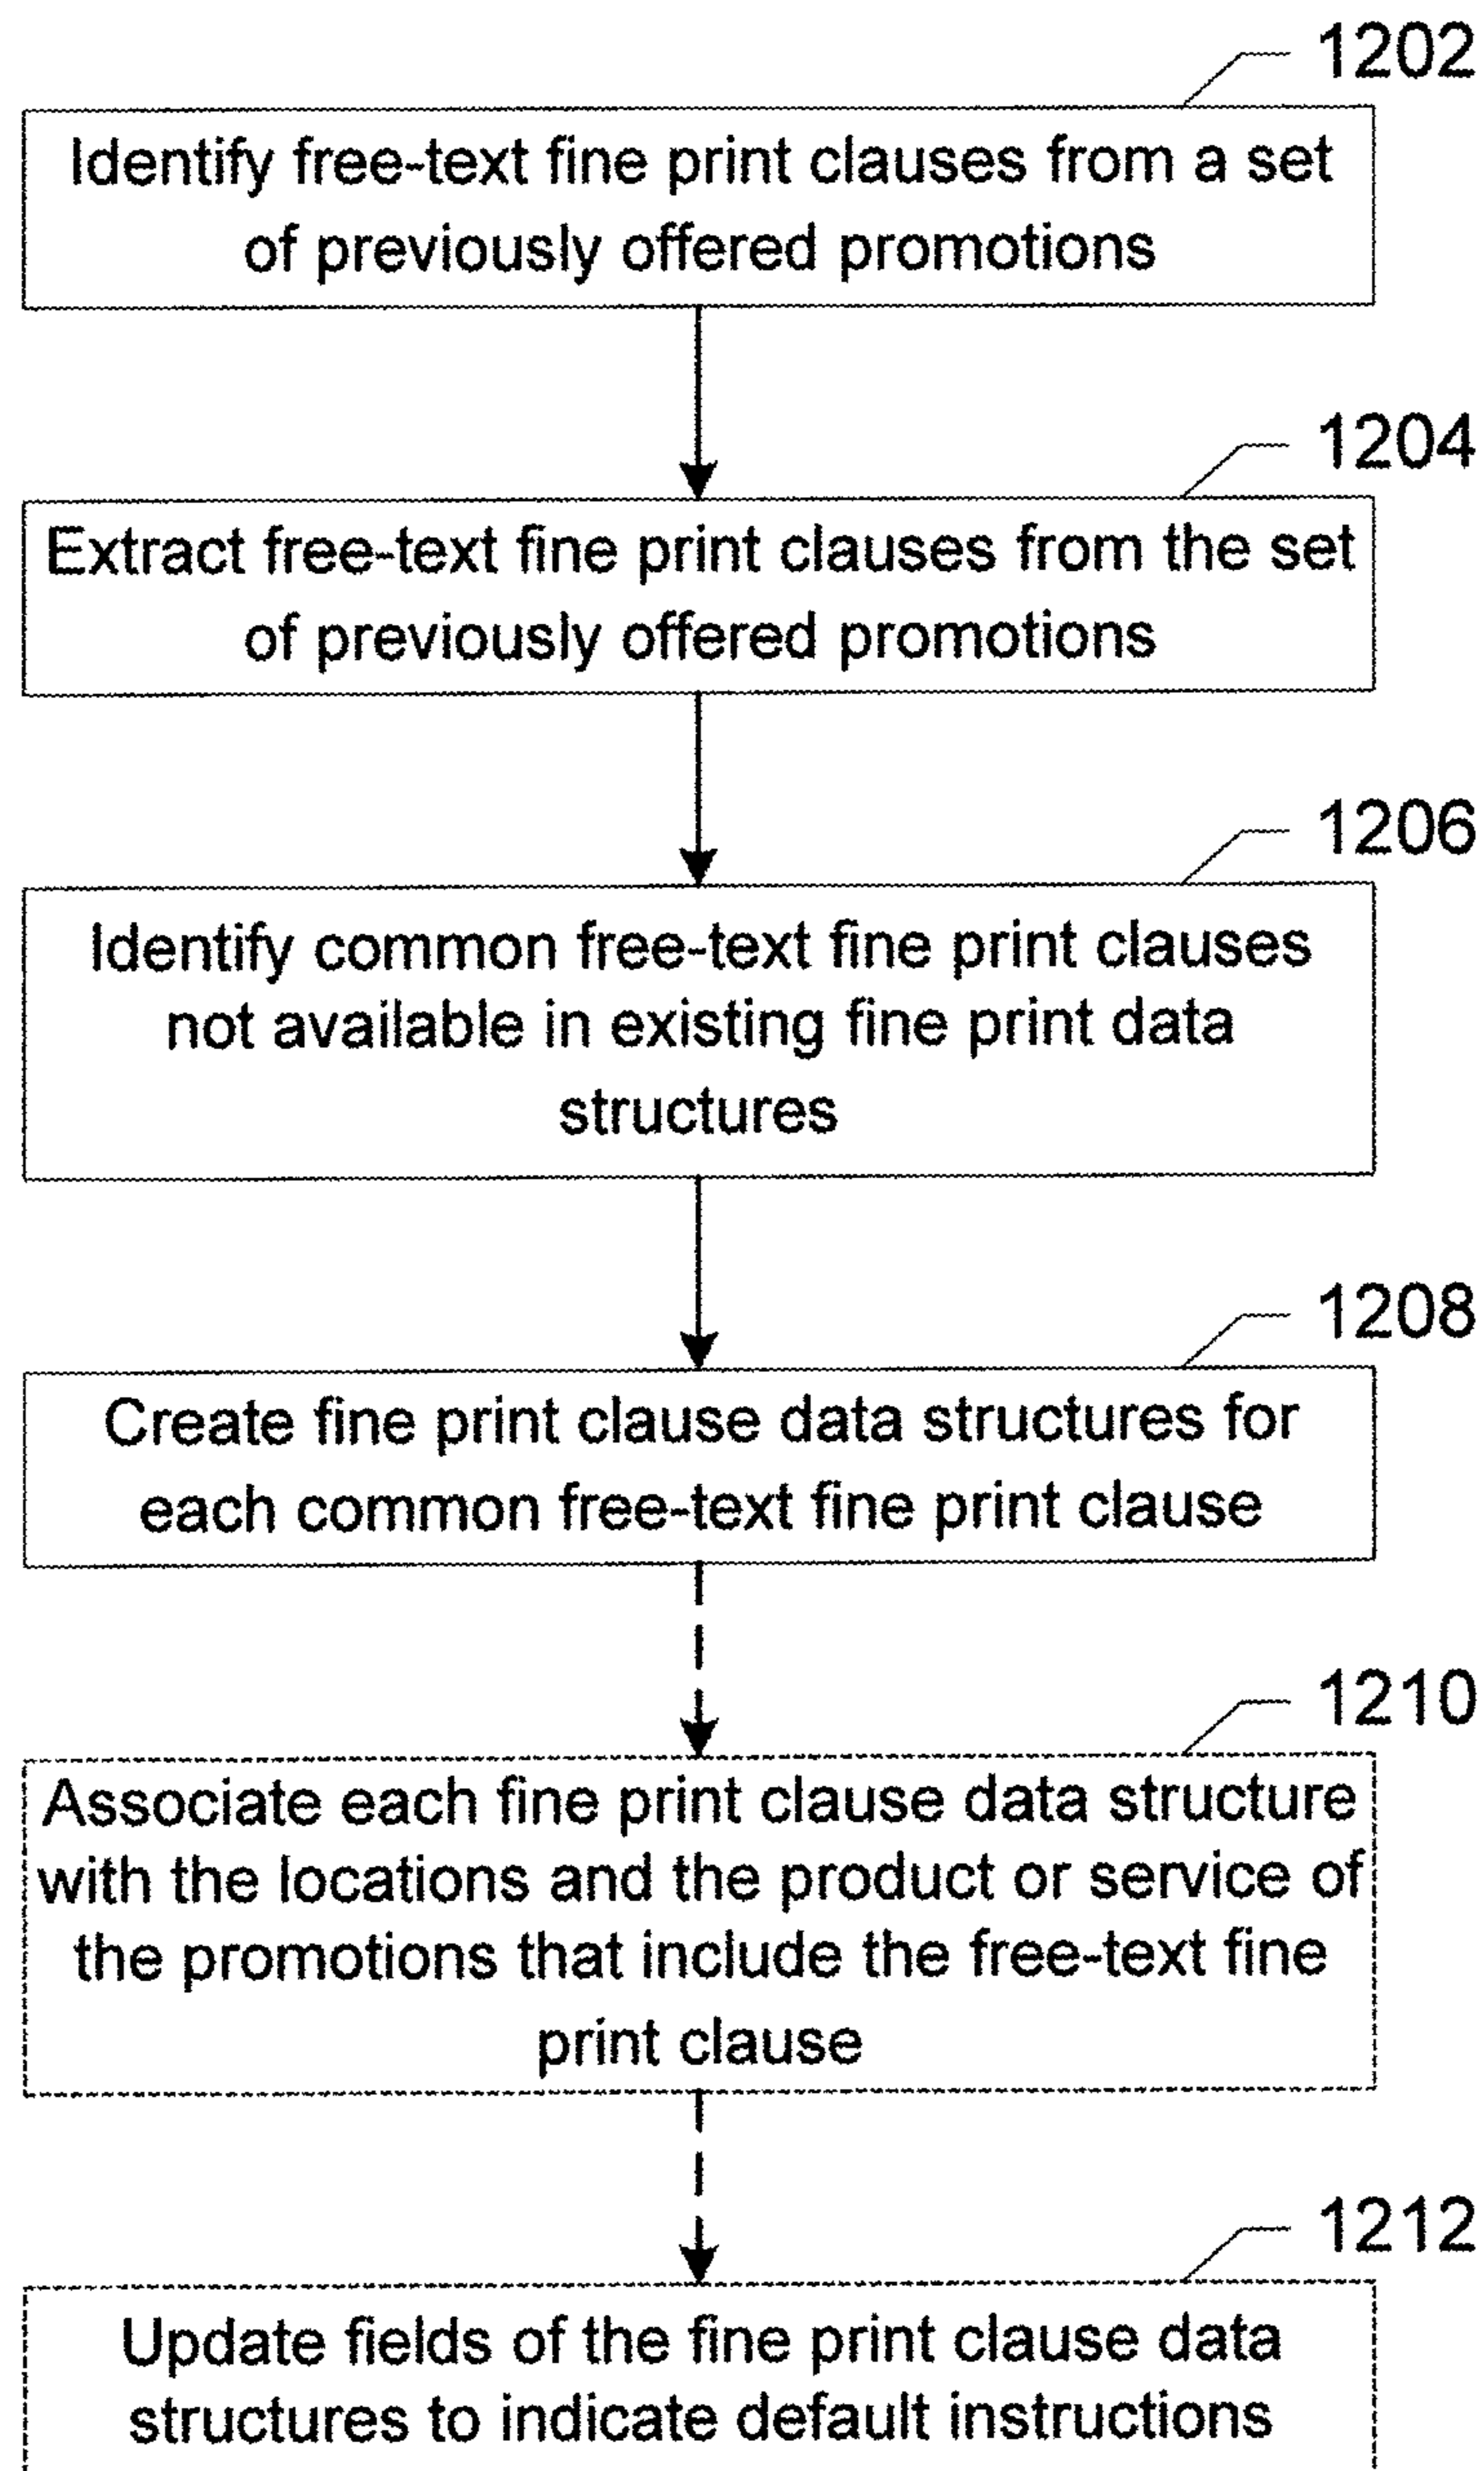 1202
Identify free-text fine print clauses from a set
of previously offered promotions
1204
Extract free-text fine print clauses from the set
of previously offered promotions
1206
Identify common free-text fine print clauses
not available in existing fine print data
structures
1208
Create fine print clause data structures for
each common free-text fine print clause
1210
Associate each fine print clause data structure
with the locations and the product or service of
the promotions that include the free-text fine
print clause
1212
Update fields of the fine print clause data
structures to indicate default instructions